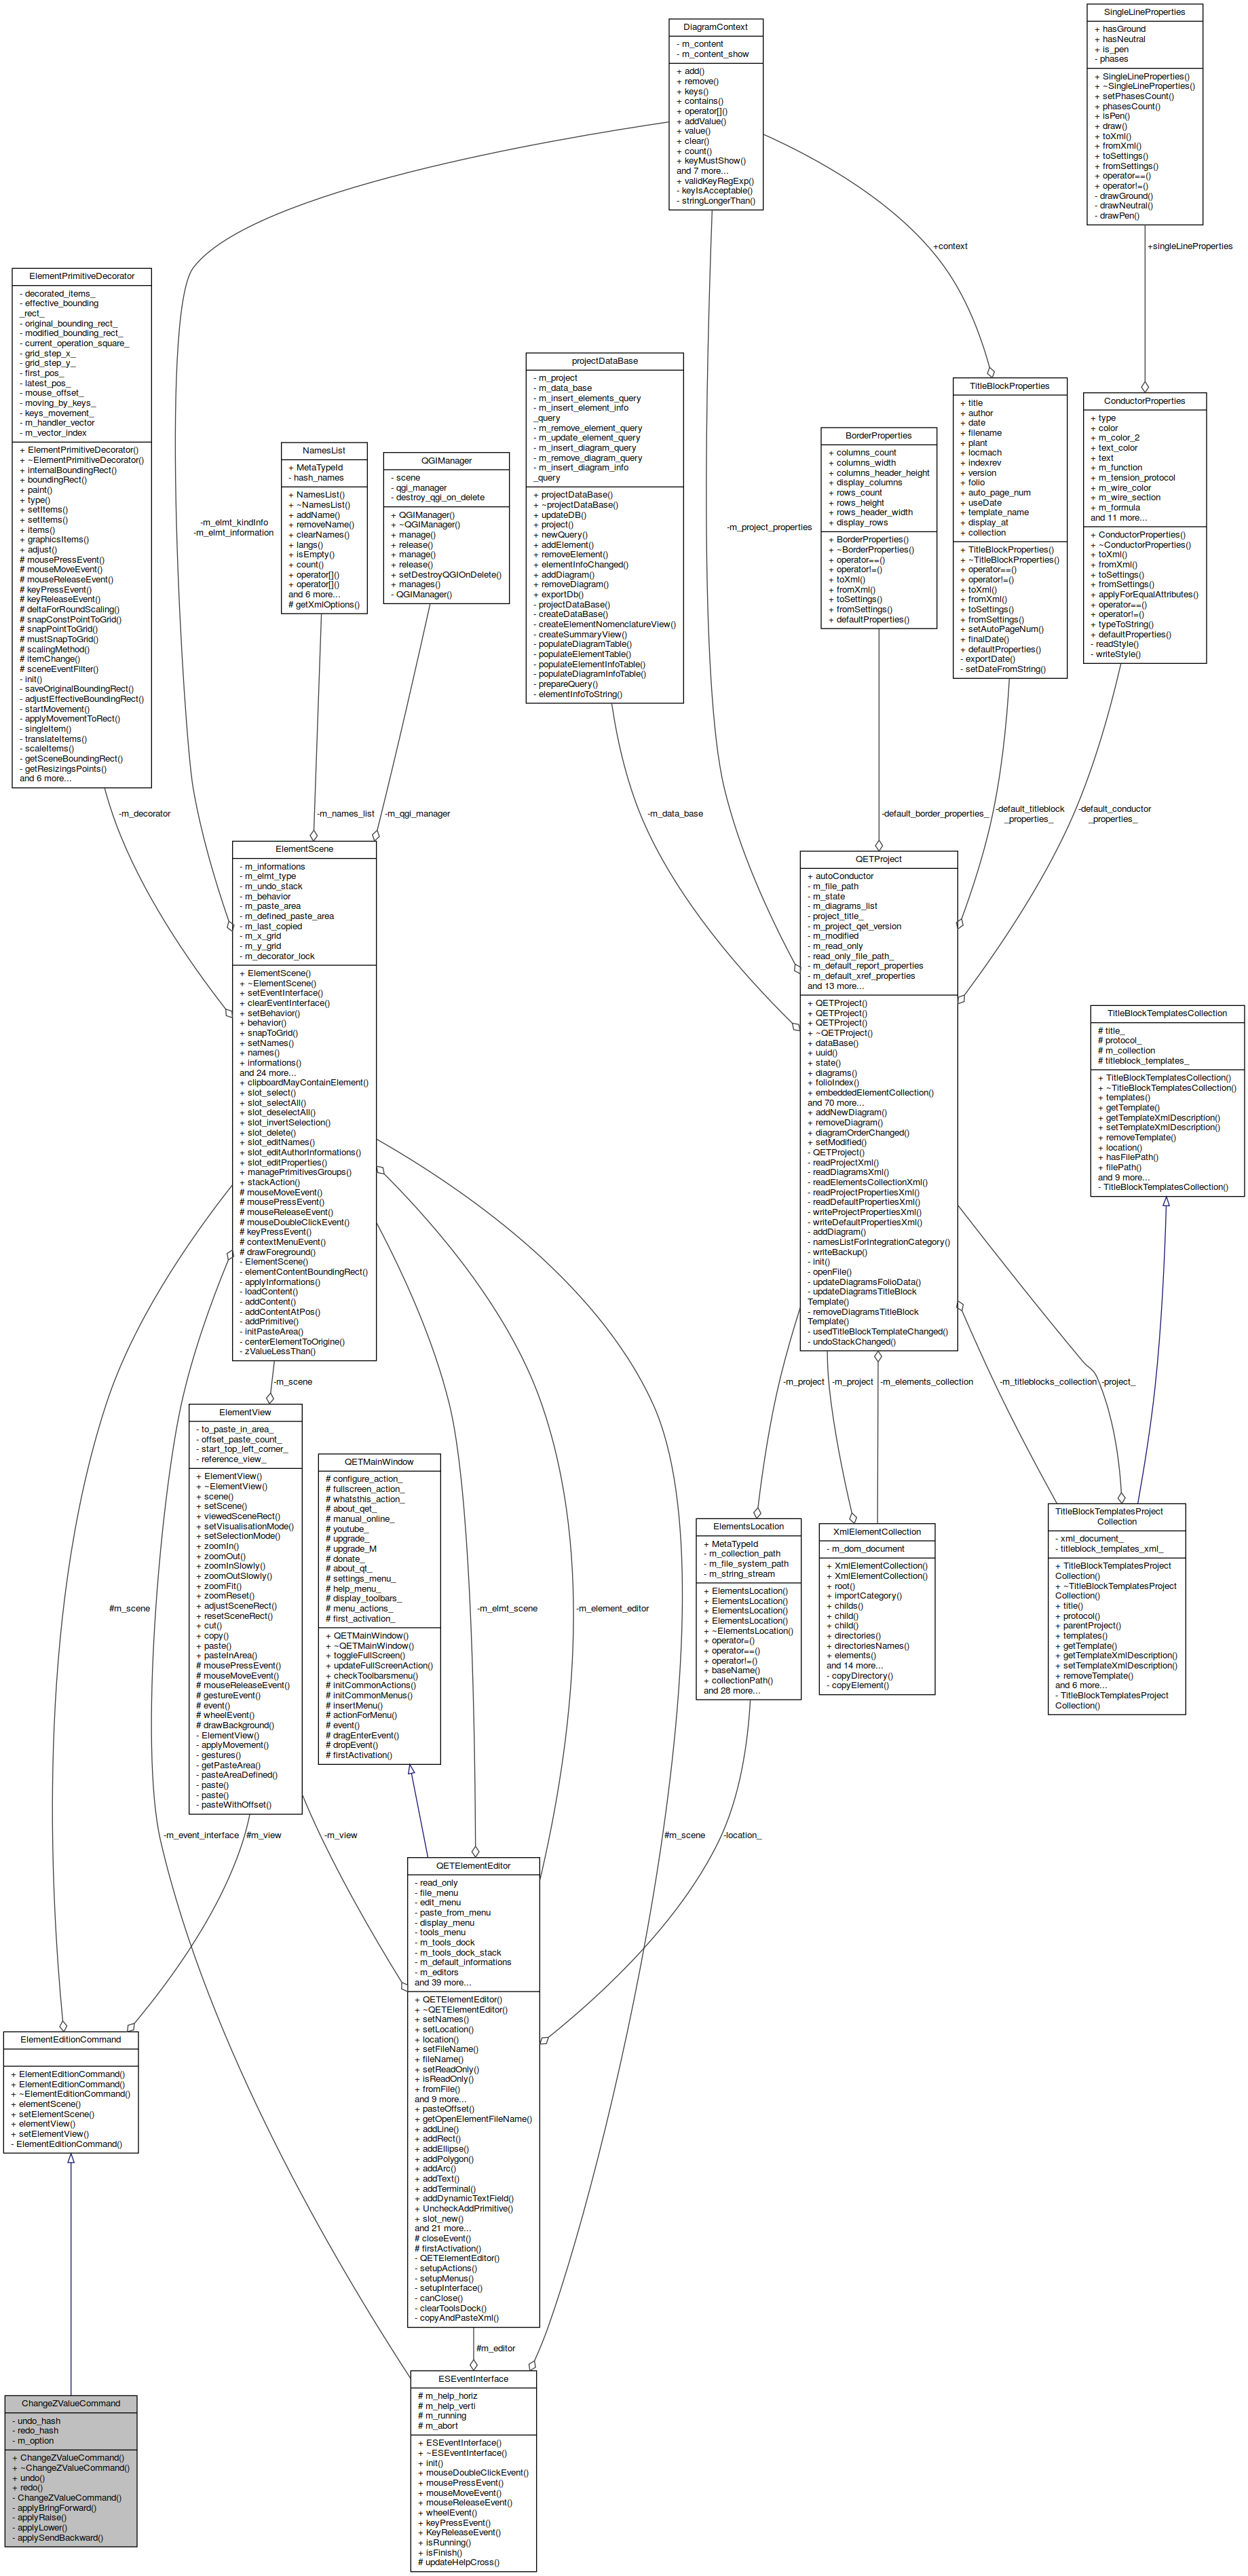 DiagramContext
- m_content
- m_content_show
+ add()
+ remove()
+ keys()
+ contains()
+ operator[]()
+ addValue()
+ value()
+ clear()
+ count()
+ keyMustShow()
and 7 more...
+ validKeyRegExp()
- keyIsAcceptable()
- stringLongerThan()
SingleLineProperties
+ hasGround
+ hasNeutral
+ is_pen
- phases
+ SingleLineProperties()
+ ~SingleLineProperties()
+ setPhasesCount()
+ phasesCount()
+ isPen()
+ draw()
+ toXml()
+ fromXml()
+ toSettings()
+ fromSettings()
+ operator==()
+ operator!=()
- drawGround()
- drawNeutral()
- drawPen()
+context
+singleLineProperties
ElementPrimitiveDecorator
- decorated_items_
- effective_bounding
_rect_
- original_bounding_rect_
- modified_bounding_rect_
- current_operation_square_
- grid_step_x_
- grid_step_y_
- first_pos_
- latest_pos_
- mouse_offset_
- moving_by_keys_
- keys_movement_
- m_handler_vector
- m_vector_index
+ ElementPrimitiveDecorator()
+ ~ElementPrimitiveDecorator()
+ internalBoundingRect()
+ boundingRect()
+ paint()
+ type()
+ setItems()
+ setItems()
+ items()
+ graphicsItems()
+ adjust()
# mousePressEvent()
# mouseMoveEvent()
# mouseReleaseEvent()
# keyPressEvent()
# keyReleaseEvent()
# deltaForRoundScaling()
# snapConstPointToGrid()
# snapPointToGrid()
# mustSnapToGrid()
# scalingMethod()
# itemChange()
# sceneEventFilter()
- init()
- saveOriginalBoundingRect()
- adjustEffectiveBoundingRect()
- startMovement()
- applyMovementToRect()
- singleItem()
- translateItems()
- scaleItems()
- getSceneBoundingRect()
- getResizingsPoints()
and 6 more...
-m_elmt_kindInfo
-m_elmt_information
NamesList
+ MetaTypeId
- hash_names
+ NamesList()
+ ~NamesList()
+ addName()
+ removeName()
+ clearNames()
+ langs()
+ isEmpty()
+ count()
+ operator[]()
+ operator[]()
and 6 more...
# getXmlOptions()
QGIManager
- scene
- qgi_manager
- destroy_qgi_on_delete
+ QGIManager()
+ ~QGIManager()
+ manage()
+ release()
+ manage()
+ release()
+ setDestroyQGIOnDelete()
+ manages()
- QGIManager()
projectDataBase
- m_project
- m_data_base
- m_insert_elements_query
- m_insert_element_info
_query
- m_remove_element_query
- m_update_element_query
- m_insert_diagram_query
- m_remove_diagram_query
- m_insert_diagram_info
_query
+ projectDataBase()
+ ~projectDataBase()
+ updateDB()
+ project()
+ newQuery()
+ addElement()
+ removeElement()
+ elementInfoChanged()
+ addDiagram()
+ removeDiagram()
+ exportDb()
- projectDataBase()
- createDataBase()
- createElementNomenclatureView()
- createSummaryView()
- populateDiagramTable()
- populateElementTable()
- populateElementInfoTable()
- populateDiagramInfoTable()
- prepareQuery()
- elementInfoToString()
-m_project_properties
BorderProperties
+ columns_count
+ columns_width
+ columns_header_height
+ display_columns
+ rows_count
+ rows_height
+ rows_header_width
+ display_rows
+ BorderProperties()
+ ~BorderProperties()
+ operator==()
+ operator!=()
+ toXml()
+ fromXml()
+ toSettings()
+ fromSettings()
+ defaultProperties()
TitleBlockProperties
+ title
+ author
+ date
+ filename
+ plant
+ locmach
+ indexrev
+ version
+ folio
+ auto_page_num
+ useDate
+ template_name
+ display_at
+ collection
+ TitleBlockProperties()
+ ~TitleBlockProperties()
+ operator==()
+ operator!=()
+ toXml()
+ fromXml()
+ toSettings()
+ fromSettings()
+ setAutoPageNum()
+ finalDate()
+ defaultProperties()
- exportDate()
- setDateFromString()
ConductorProperties
+ type
+ color
+ m_color_2
+ text_color
+ text
+ m_function
+ m_tension_protocol
+ m_wire_color
+ m_wire_section
+ m_formula
and 11 more...
+ ConductorProperties()
+ ~ConductorProperties()
+ toXml()
+ fromXml()
+ toSettings()
+ fromSettings()
+ applyForEqualAttributes()
+ operator==()
+ operator!=()
+ typeToString()
+ defaultProperties()
- readStyle()
- writeStyle()
-m_decorator
-m_names_list
-m_qgi_manager
-m_data_base
-default_border_properties_
-default_titleblock
_properties_
-default_conductor
_properties_
ElementScene
- m_informations
- m_elmt_type
- m_undo_stack
- m_behavior
- m_paste_area
- m_defined_paste_area
- m_last_copied
- m_x_grid
- m_y_grid
- m_decorator_lock
+ ElementScene()
+ ~ElementScene()
+ setEventInterface()
+ clearEventInterface()
+ setBehavior()
+ behavior()
+ snapToGrid()
+ setNames()
+ names()
+ informations()
and 24 more...
+ clipboardMayContainElement()
+ slot_select()
+ slot_selectAll()
+ slot_deselectAll()
+ slot_invertSelection()
+ slot_delete()
+ slot_editNames()
+ slot_editAuthorInformations()
+ slot_editProperties()
+ managePrimitivesGroups()
+ stackAction()
# mouseMoveEvent()
# mousePressEvent()
# mouseReleaseEvent()
# mouseDoubleClickEvent()
# keyPressEvent()
# contextMenuEvent()
# drawForeground()
- ElementScene()
- elementContentBoundingRect()
- applyInformations()
- loadContent()
- addContent()
- addContentAtPos()
- addPrimitive()
- initPasteArea()
- centerElementToOrigine()
- zValueLessThan()
QETProject
+ autoConductor
- m_file_path
- m_state
- m_diagrams_list
- project_title_
- m_project_qet_version
- m_modified
- m_read_only
- read_only_file_path_
- m_default_report_properties
- m_default_xref_properties
and 13 more...
+ QETProject()
+ QETProject()
+ QETProject()
+ ~QETProject()
+ dataBase()
+ uuid()
+ state()
+ diagrams()
+ folioIndex()
+ embeddedElementCollection()
and 70 more...
+ addNewDiagram()
+ removeDiagram()
+ diagramOrderChanged()
+ setModified()
- QETProject()
- readProjectXml()
- readDiagramsXml()
- readElementsCollectionXml()
- readProjectPropertiesXml()
- readDefaultPropertiesXml()
- writeProjectPropertiesXml()
- writeDefaultPropertiesXml()
- addDiagram()
- namesListForIntegrationCategory()
- writeBackup()
- init()
- openFile()
- updateDiagramsFolioData()
- updateDiagramsTitleBlock
Template()
- removeDiagramsTitleBlock
Template()
- usedTitleBlockTemplateChanged()
- undoStackChanged()
TitleBlockTemplatesCollection
# title_
# protocol_
# m_collection
# titleblock_templates_
+ TitleBlockTemplatesCollection()
+ ~TitleBlockTemplatesCollection()
+ templates()
+ getTemplate()
+ getTemplateXmlDescription()
+ setTemplateXmlDescription()
+ removeTemplate()
+ location()
+ hasFilePath()
+ filePath()
and 9 more...
- TitleBlockTemplatesCollection()
-m_scene
-m_project
-m_project
-m_elements_collection
-m_titleblocks_collection
-project_
ElementView
- to_paste_in_area_
- offset_paste_count_
- start_top_left_corner_
- reference_view_
+ ElementView()
+ ~ElementView()
+ scene()
+ setScene()
+ viewedSceneRect()
+ setVisualisationMode()
+ setSelectionMode()
+ zoomIn()
+ zoomOut()
+ zoomInSlowly()
+ zoomOutSlowly()
+ zoomFit()
+ zoomReset()
+ adjustSceneRect()
+ resetSceneRect()
+ cut()
+ copy()
+ paste()
+ pasteInArea()
# mousePressEvent()
# mouseMoveEvent()
# mouseReleaseEvent()
# gestureEvent()
# event()
# wheelEvent()
# drawBackground()
- ElementView()
- applyMovement()
- gestures()
- getPasteArea()
- pasteAreaDefined()
- paste()
- paste()
- pasteWithOffset()
QETMainWindow
# configure_action_
# fullscreen_action_
# whatsthis_action_
# about_qet_
# manual_online_
# youtube_
# upgrade_
# upgrade_M
# donate_
# about_qt_
# settings_menu_
# help_menu_
# display_toolbars_
# menu_actions_
# first_activation_
+ QETMainWindow()
+ ~QETMainWindow()
+ toggleFullScreen()
+ updateFullScreenAction()
+ checkToolbarsmenu()
# initCommonActions()
# initCommonMenus()
# insertMenu()
# actionForMenu()
# event()
# dragEnterEvent()
# dropEvent()
# firstActivation()
ElementsLocation
+ MetaTypeId
- m_collection_path
- m_file_system_path
- m_string_stream
+ ElementsLocation()
+ ElementsLocation()
+ ElementsLocation()
+ ElementsLocation()
+ ~ElementsLocation()
+ operator=()
+ operator==()
+ operator!=()
+ baseName()
+ collectionPath()
and 28 more...
XmlElementCollection
- m_dom_document
+ XmlElementCollection()
+ XmlElementCollection()
+ root()
+ importCategory()
+ childs()
+ child()
+ child()
+ directories()
+ directoriesNames()
+ elements()
and 14 more...
- copyDirectory()
- copyElement()
TitleBlockTemplatesProject
Collection
- xml_document_
- titleblock_templates_xml_
+ TitleBlockTemplatesProject
Collection()
+ ~TitleBlockTemplatesProject
Collection()
+ title()
+ protocol()
+ parentProject()
+ templates()
+ getTemplate()
+ getTemplateXmlDescription()
+ setTemplateXmlDescription()
+ removeTemplate()
and 6 more...
- TitleBlockTemplatesProject
Collection()
#m_scene
-m_elmt_scene
-m_element_editor
-m_event_interface
#m_view
-m_view
#m_scene
-location_
QETElementEditor
- read_only
- file_menu
- edit_menu
- paste_from_menu
- display_menu
- tools_menu
- m_tools_dock
- m_tools_dock_stack
- m_default_informations
- m_editors
and 39 more...
+ QETElementEditor()
+ ~QETElementEditor()
+ setNames()
+ setLocation()
+ location()
+ setFileName()
+ fileName()
+ setReadOnly()
+ isReadOnly()
+ fromFile()
and 9 more...
+ pasteOffset()
+ getOpenElementFileName()
+ addLine()
+ addRect()
+ addEllipse()
+ addPolygon()
+ addArc()
+ addText()
+ addTerminal()
+ addDynamicTextField()
+ UncheckAddPrimitive()
+ slot_new()
and 21 more...
# closeEvent()
# firstActivation()
- QETElementEditor()
- setupActions()
- setupMenus()
- setupInterface()
- canClose()
- clearToolsDock()
- copyAndPasteXml()
ElementEditionCommand
+ ElementEditionCommand()
+ ElementEditionCommand()
+ ~ElementEditionCommand()
+ elementScene()
+ setElementScene()
+ elementView()
+ setElementView()
- ElementEditionCommand()
#m_editor
ChangeZValueCommand
- undo_hash
- redo_hash
- m_option
+ ChangeZValueCommand()
+ ~ChangeZValueCommand()
+ undo()
+ redo()
- ChangeZValueCommand()
- applyBringForward()
- applyRaise()
- applyLower()
- applySendBackward()
ESEventInterface
# m_help_horiz
# m_help_verti
# m_running
# m_abort
+ ESEventInterface()
+ ~ESEventInterface()
+ init()
+ mouseDoubleClickEvent()
+ mousePressEvent()
+ mouseMoveEvent()
+ mouseReleaseEvent()
+ wheelEvent()
+ keyPressEvent()
+ KeyReleaseEvent()
+ isRunning()
+ isFinish()
# updateHelpCross()